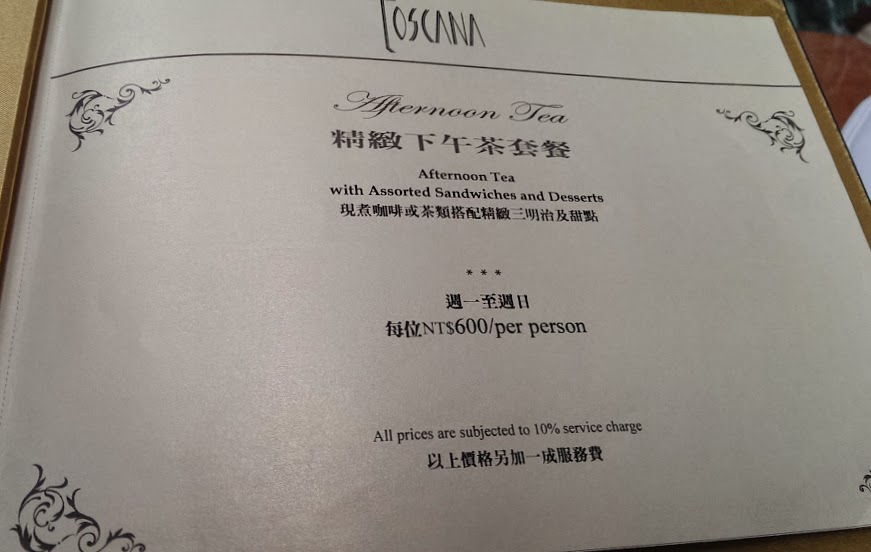 TOSCANA
Afternoon Tea
精緻下午茶套餐
Afternoon Tea
with Assorted Sandwiches and Desserts
現煮咖啡或茶類搭配精緻三明治及甜點
* * *
週一至週日
每位NT$600/per person
All prices are subjected to 10% service charge
以上價格另加一成服務費